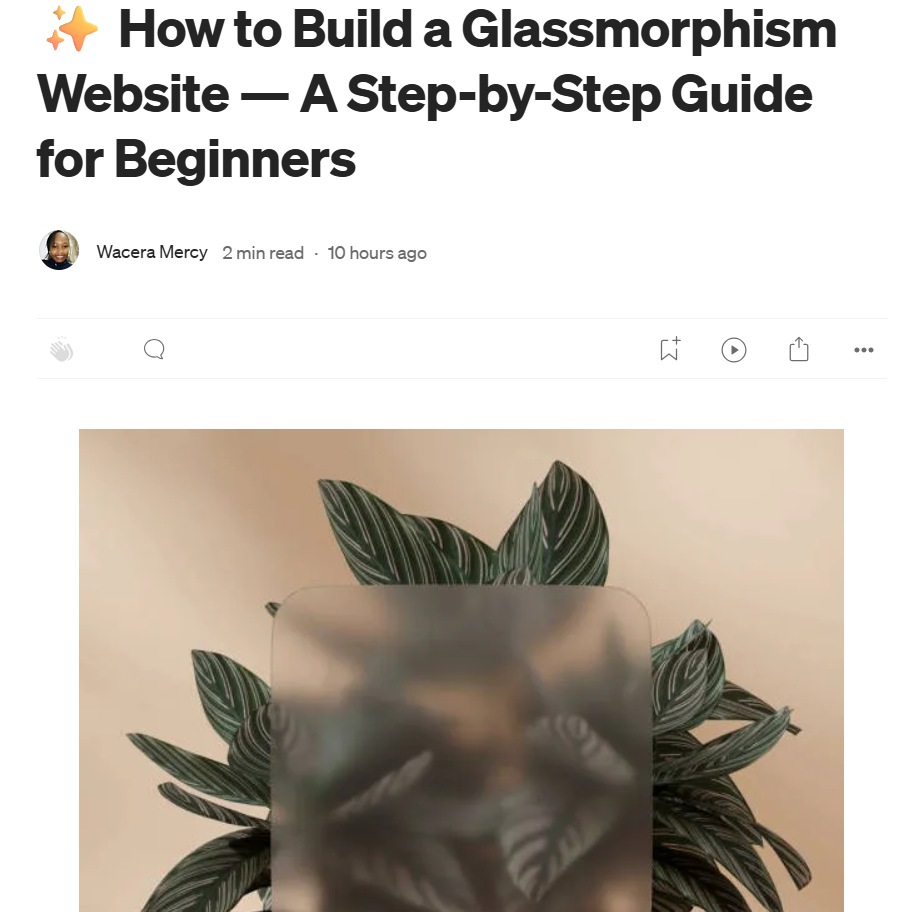 ✨ How to Build a Glassmorphism
Website — A Step-by-Step Guide
for Beginners
Wacera Mercy 2 min read · 10 hours ago